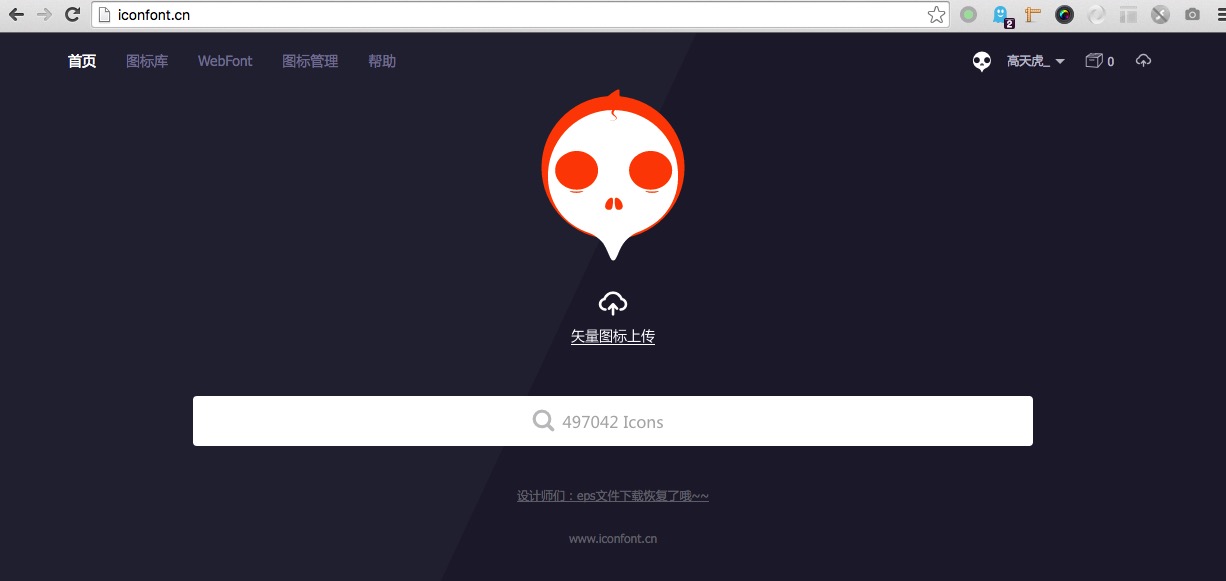 iconfont.cn
2
首页 图标库 WebFont 图标管理 帮助 高天虎_ 0
矢量图标上传
497042 Icons
设计师们：eps文件下载恢复了哦~~
www.iconfont.cn